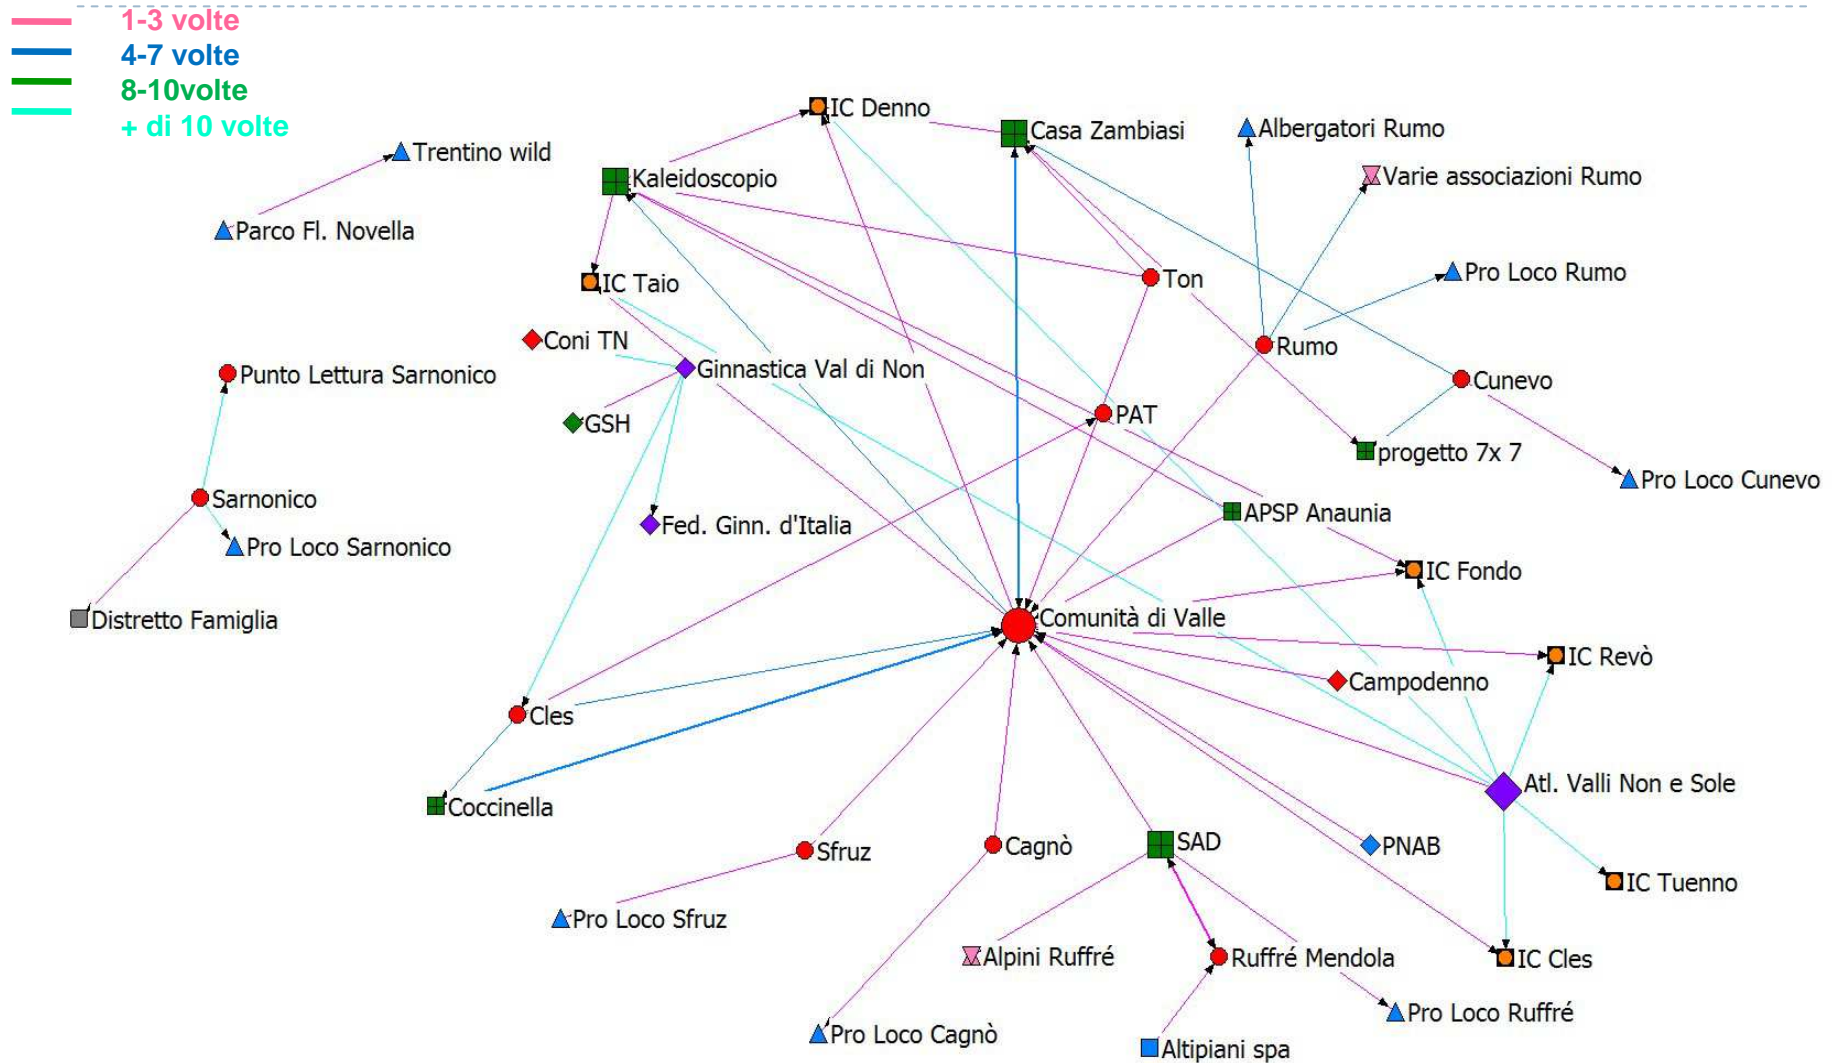 1-3 volte
4-7 volte
8-10volte
+ di 10 volte
IC Denno
Casa Zambiasi
Albergatori Rumo
Trentino wild
Kaleidoscopio
Varie associazioni Rumo
Parco Fl. Novella
IC Taio
Ton
Pro Loco Rumo
Coni TN
Rumo
Punto Lettura Sarnonico
Ginnastica Val di Non
Cunevo
GSH
PAT
progetto 7x 7
Pro Loco Cunevo
Sarnonico
Fed. Ginn. d'Italia
APSP Anaunia
Pro Loco Sarnonico
IC Fondo
Distretto Famiglia
Comunità di Valle
IC Revò
Campodenno
Cles
Atl. Valli Non e Sole
Coccinella
Sfruz
Cagnò
SAD
PNAB
IC Tuenno
Pro Loco Sfruz
Alpini Ruffré
Ruffré Mendola
IC Cles
Pro Loco Ruffré
Pro Loco Cagnò
Altipiani spa